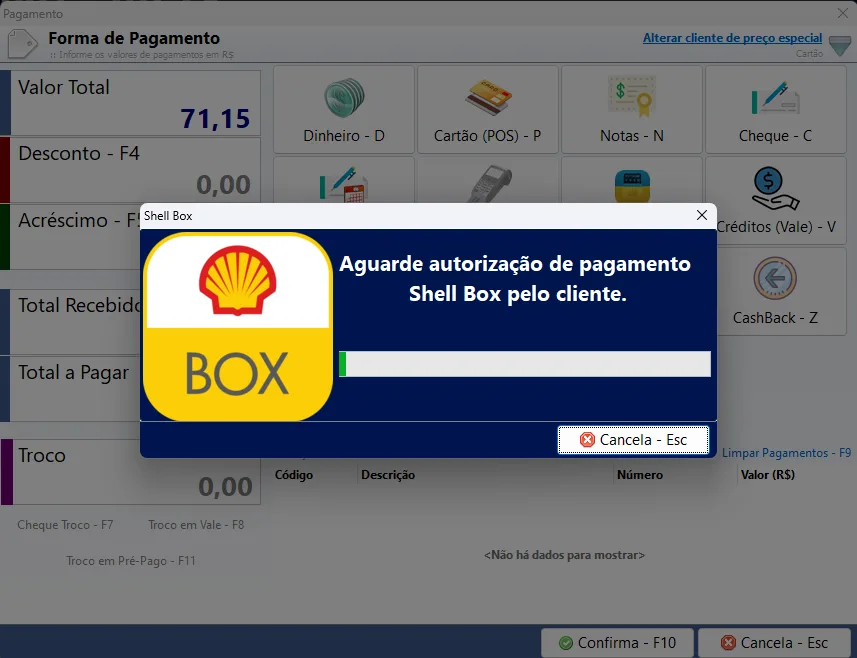 Pagamento
Forma de Pagamento
:: Informe os valores de pagamentos em R$
Alterar cliente de preço especial
Cartão
Valor Total
71,15
Desconto - F4
0,00
Acréscimo - F5
Total Recebido
Total a Pagar
Troco
0,00
Cheque Troco - F7
Troco em Vale - F8
Troco em Pré-Pago - F11
Dinheiro - D
Cartão (POS) - P
Notas - N
Cheque - C
Créditos (Vale) - V
CashBack - Z
Shell Box
Aguarde autorização de pagamento
Shell Box pelo cliente.
BOX
Cancela - Esc
Limpar Pagamentos - F9
Código
Descrição
Número
Valor (R$)
<Não há dados para mostrar>
Confirma - F10
Cancela - Esc